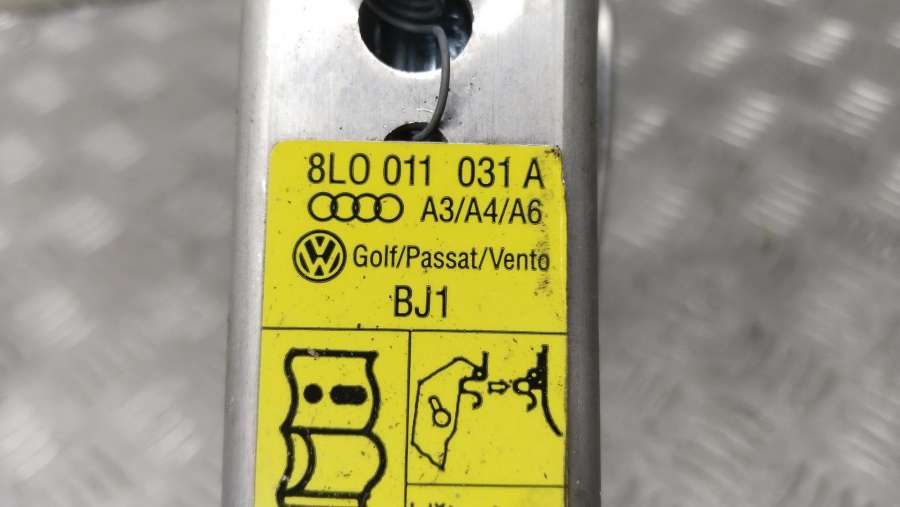 8L0 011 031 A
A3/A4/A6
Golf/Passat/Vento
BJ1